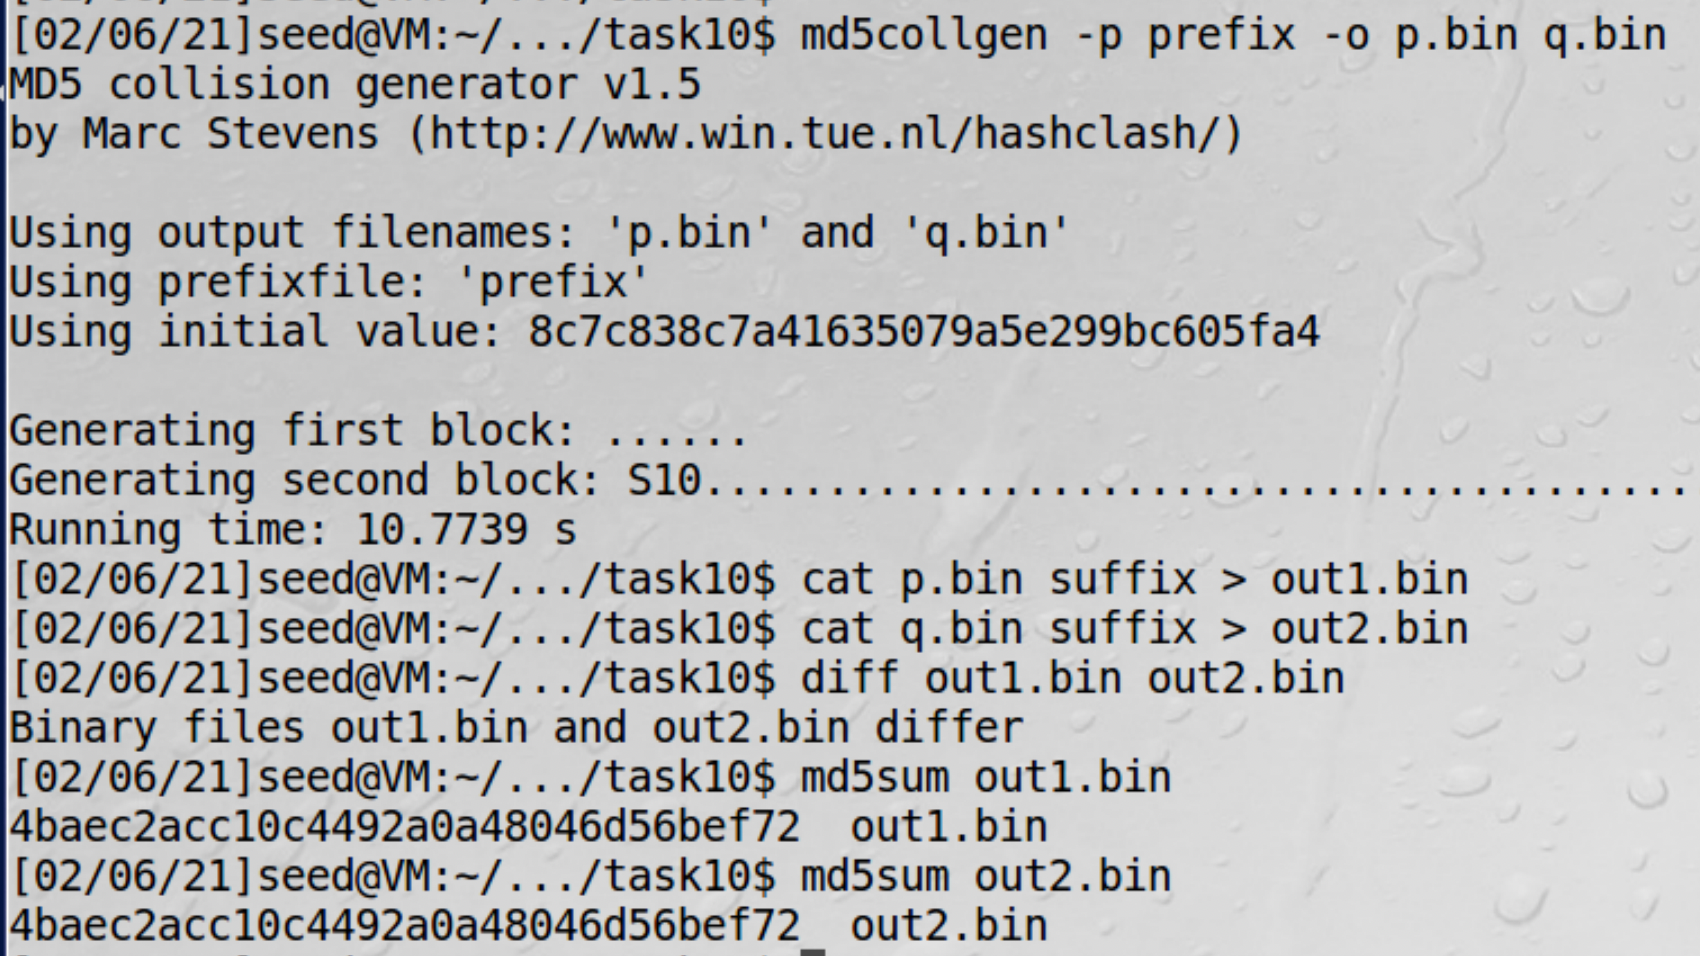 [02/06/21]seed@VM:~/.../task10$ md5collgen -p prefix -o p.bin q.bin
MD5 collision generator v1.5
by Marc Stevens (http://www.win.tue.nl/hashclash/)
Using output filenames: 'p.bin' and 'q.bin'
Using prefixfile: 'prefix'
Using initial value: 8c7c838c7a41635079a5e299bc605fa4
Generating first block: ......
Generating second block: S10........................................
Running time: 10.7739 s
[02/06/21]seed@VM:~/.../task10$ cat p.bin suffix > out1.bin
[02/06/21]seed@VM:~/.../task10$ cat q.bin suffix > out2.bin
[02/06/21]seed@VM:~/.../task10$ diff out1.bin out2.bin
Binary files out1.bin and out2.bin differ
[02/06/21]seed@VM:~/.../task10$ md5sum out1.bin
4baec2acc10c4492a0a48046d56bef72  out1.bin
[02/06/21]seed@VM:~/.../task10$ md5sum out2.bin
4baec2acc10c4492a0a48046d56bef72  out2.bin